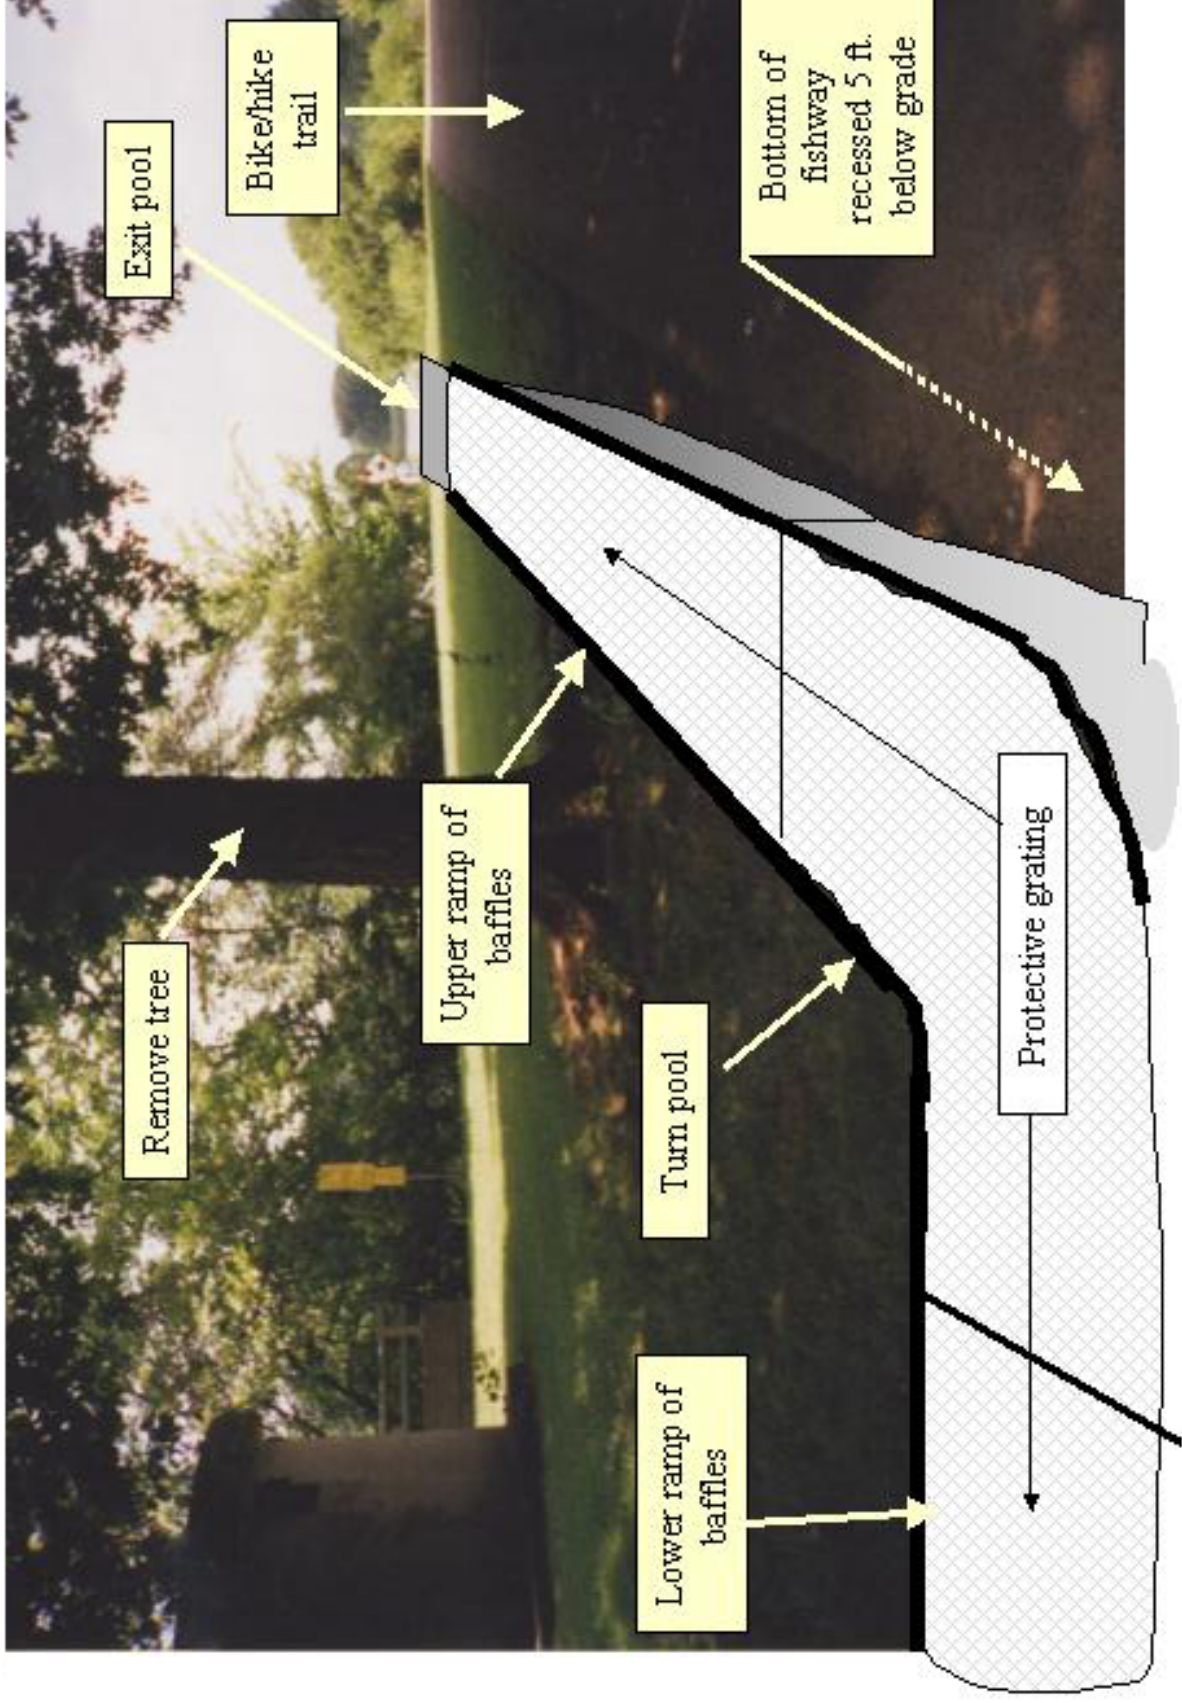 Exit pool
Bike/hike
trail
Bottom of
fishway
recessed 5 ft.
below grade
Remove tree
Upper ramp of
baffles
Turn pool
Protective grating
Lower ramp of
baffles